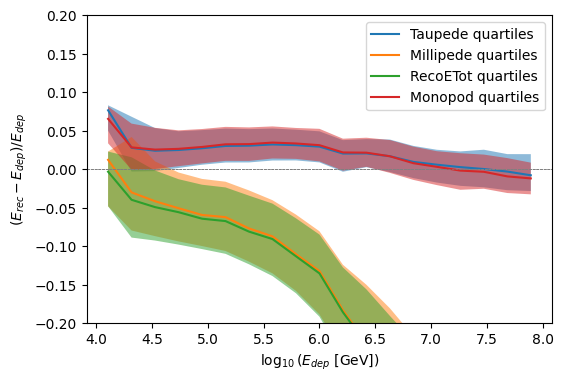 0.20
0.15
0.10
0.05
0.00
−0.05
−0.10
−0.15
−0.20
(E_rec − E_dep)/E_dep
Taupede quartiles
Millipede quartiles
RecoETot quartiles
Monopod quartiles
4.0 4.5 5.0 5.5 6.0 6.5 7.0 7.5 8.0
log₁₀ (E_dep [GeV])